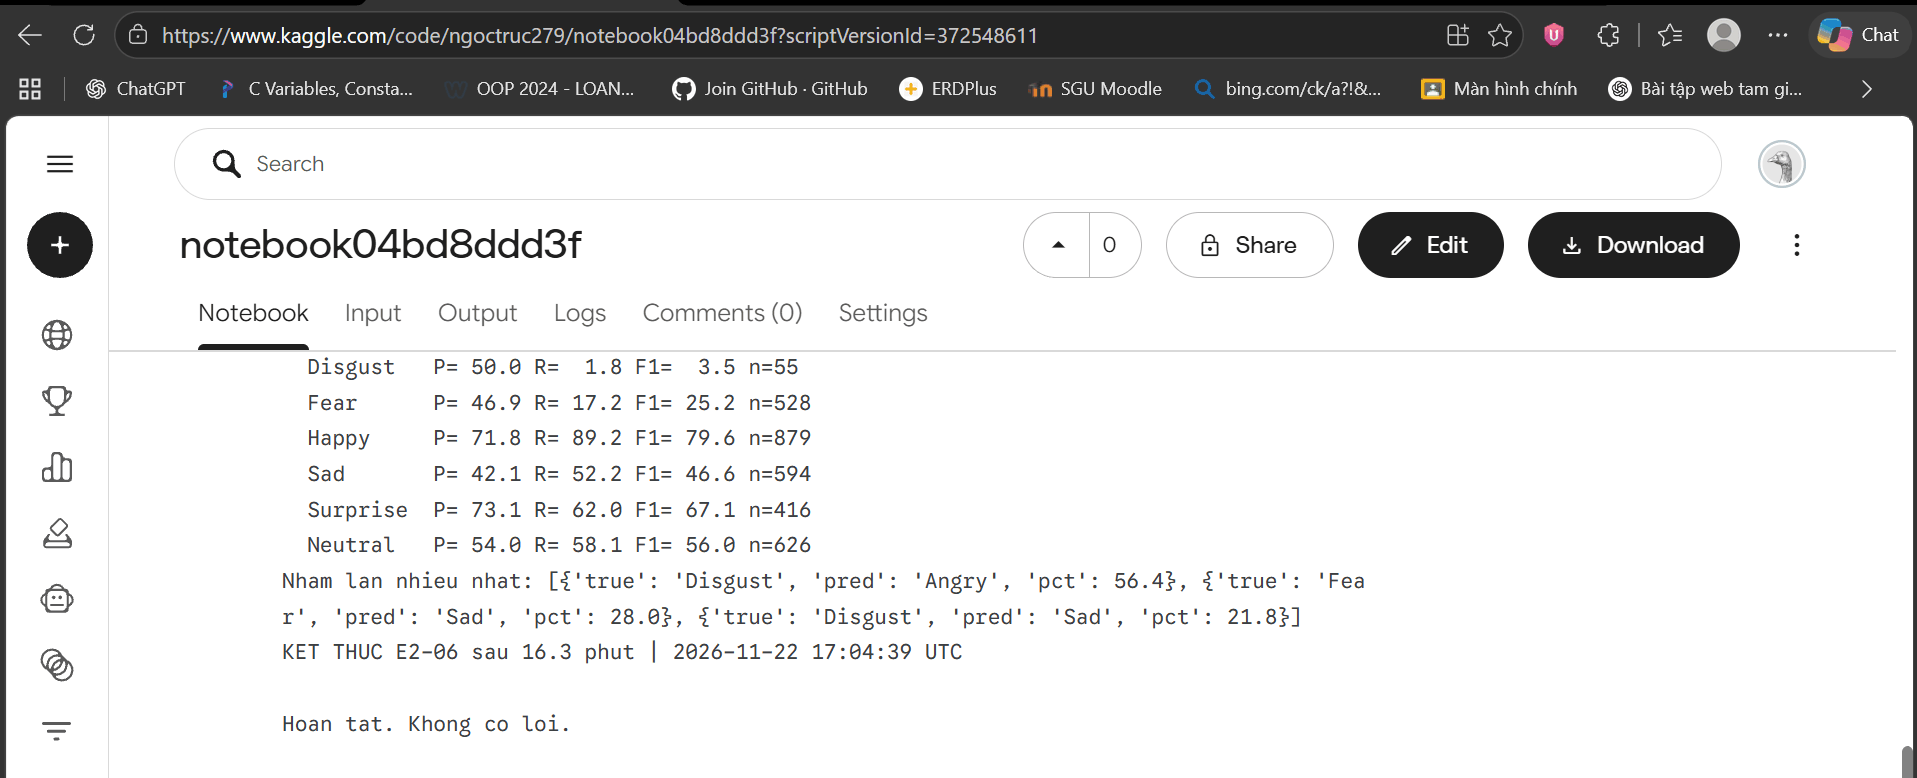 https://www.kaggle.com/code/ngoctruc279/notebook04bd8ddd3f?scriptVersionId=372548611
Chat
ChatGPT
C Variables, Consta...
OOP 2024 - LOAN...
Join GitHub · GitHub
ERDPlus
SGU Moodle
bing.com/ck/a?!&...
Màn hình chính
Bài tập web tam gi...
Search
notebook04bd8ddd3f
0
Share
Edit
Download
Notebook
Input
Output
Logs
Comments (0)
Settings
Disgust P= 50.0 R= 1.8 F1= 3.5 n=55
Fear P= 46.9 R= 17.2 F1= 25.2 n=528
Happy P= 71.8 R= 89.2 F1= 79.6 n=879
Sad P= 42.1 R= 52.2 F1= 46.6 n=594
Surprise P= 73.1 R= 62.0 F1= 67.1 n=416
Neutral P= 54.0 R= 58.1 F1= 56.0 n=626
Nham lan nhieu nhat: [{'true': 'Disgust', 'pred': 'Angry', 'pct': 56.4}, {'true': 'Fea
r', 'pred': 'Sad', 'pct': 28.0}, {'true': 'Disgust', 'pred': 'Sad', 'pct': 21.8}]
KET THUC E2-06 sau 16.3 phut | 2026-11-22 17:04:39 UTC
Hoan tat. Khong co loi.